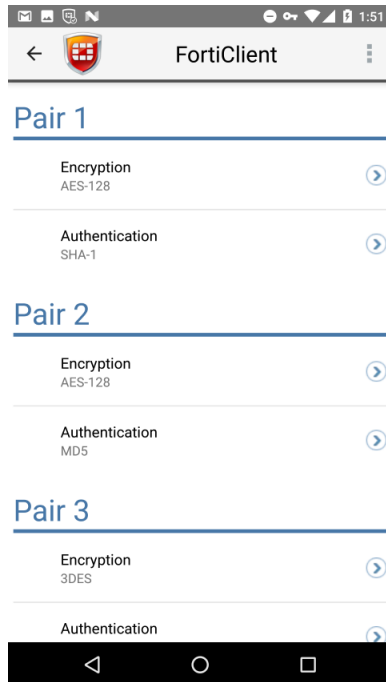 1:51
FortiClient
Pair 1
Encryption
AES-128
Authentication
SHA-1
Pair 2
Encryption
AES-128
Authentication
MD5
Pair 3
Encryption
3DES
Authentication